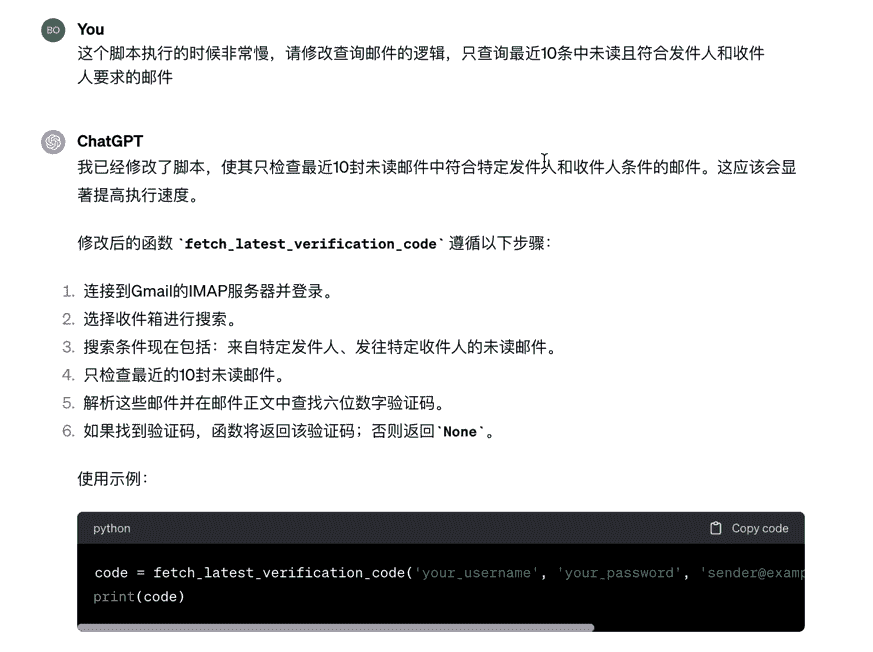 BO
You
这个脚本执行的时候非常慢，请修改查询邮件的逻辑，只查询最近10条中未读且符合发件人和收件
人要求的邮件
ChatGPT
我已经修改了脚本，使其只检查最近10封未读邮件中符合特定发件人和收件人条件的邮件。这应该会显
著提高执行速度。
修改后的函数 `fetch_latest_verification_code` 遵循以下步骤：
1. 连接到Gmail的IMAP服务器并登录。
2. 选择收件箱进行搜索。
3. 搜索条件现在包括：来自特定发件人、发往特定收件人的未读邮件。
4. 只检查最近的10封未读邮件。
5. 解析这些邮件并在邮件正文中查找六位数字验证码。
6. 如果找到验证码，函数将返回该验证码；否则返回`None`。
使用示例：
python
Copy code
code = fetch_latest_verification_code('your_username', 'your_password', 'sender@examp
print(code)